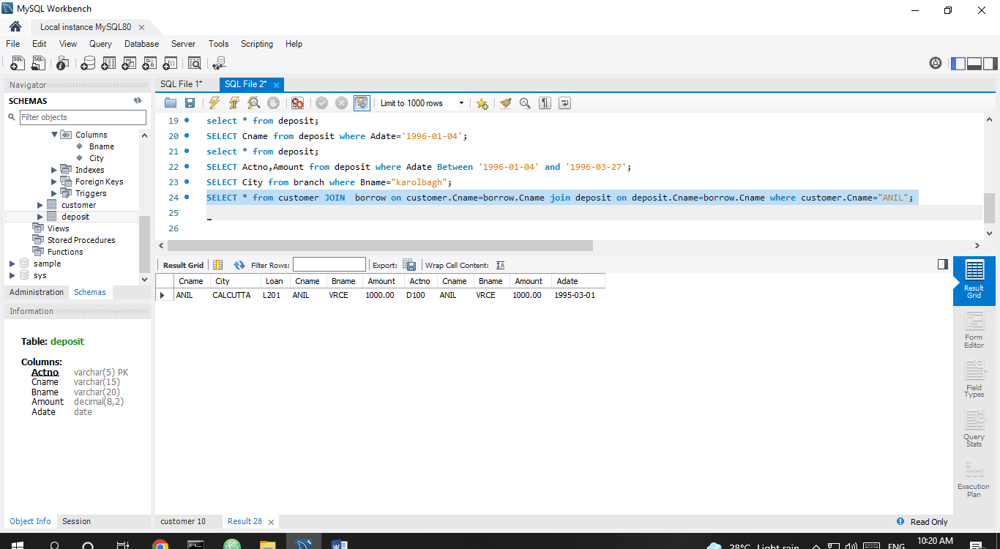 MySQL Workbench
Local instance MySQL80
File Edit View Query Database Server Tools Scripting Help
Navigator
SQL File 1*
SQL File 2*
SCHEMAS
Filter objects
Limit to 1000 rows
Columns
Bname
City
Indexes
Foreign Keys
Triggers
customer
deposit
Views
Stored Procedures
Functions
sample
sys
Administration Schemas
19 select * from deposit;
20 SELECT Cname from deposit where Adate='1996-01-04';
21 select * from deposit;
22 SELECT Actno,Amount from deposit where Adate Between '1996-01-04' and '1996-03-27';
23 SELECT City from branch where Bname="karolbagh";
24 SELECT * from customer JOIN  borrow on customer.Cname=borrow.Cname join deposit on deposit.Cname=borrow.Cname where customer.Cname="ANIL";
25
26
Result Grid Filter Rows: Export: Wrap Cell Content:
Cname City Loan Cname Bname Amount Actno Cname Bname Amount Adate
ANIL CALCUTTA L201 ANIL VRCE 1000.00 D100 ANIL VRCE 1000.00 1995-03-01
Information
Table: deposit
Columns:
Actno varchar(5) PK
Cname varchar(15)
Bname varchar(20)
Amount decimal(8,2)
Adate date
Result
Grid
Form
Editor
Field
Types
Query
Stats
Execution
Plan
Object Info Session
customer 10
Result 28
Read Only
28°C Light rain
ENG
10:20 AM